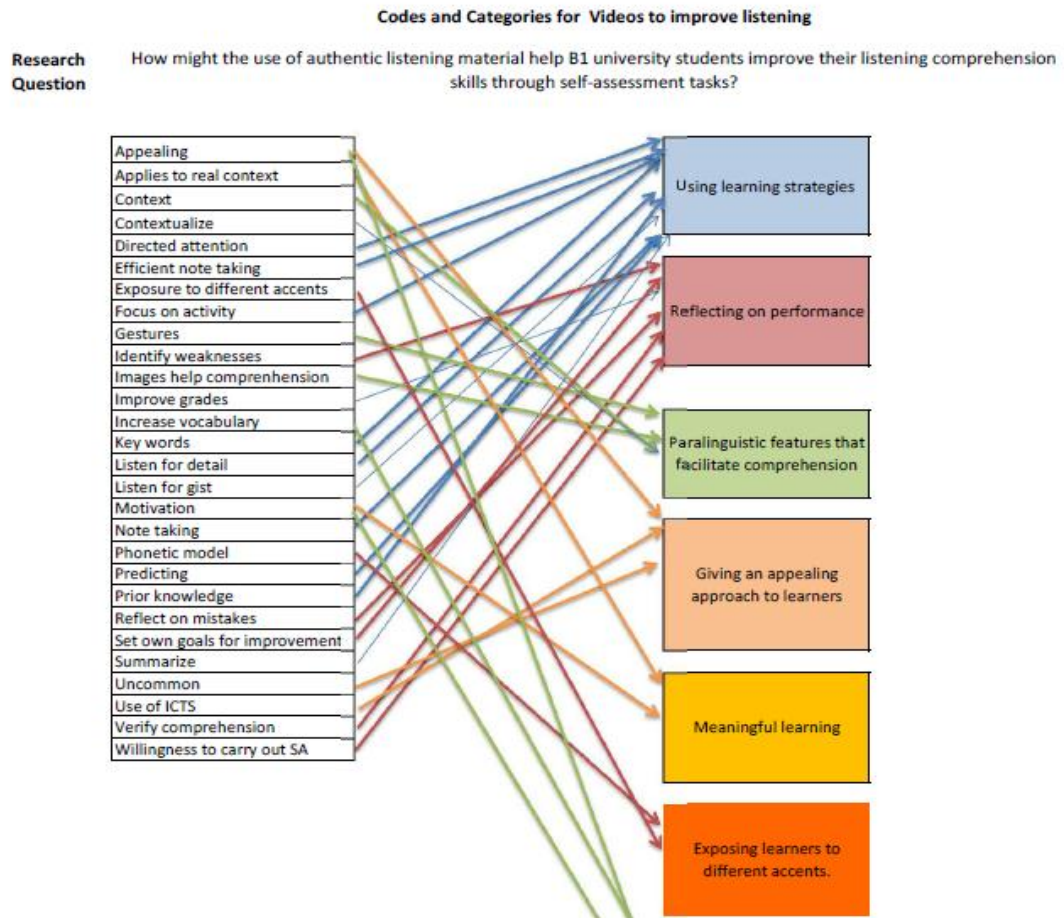 Codes and Categories for Videos to improve listening
Research Question
How might the use of authentic listening material help B1 university students improve their listening comprehension
skills through self-assessment tasks?
Appealing
Applies to real context
Context
Contextualize
Directed attention
Efficient note taking
Exposure to different accents
Focus on activity
Gestures
Identify weaknesses
Images help comprenhension
Improve grades
Increase vocabulary
Key words
Listen for detail
Listen for gist
Motivation
Note taking
Phonetic model
Predicting
Prior knowledge
Reflect on mistakes
Set own goals for improvement
Summarize
Uncommon
Use of ICTS
Verify comprehension
Willingness to carry out SA
Using learning strategies
Reflecting on performance
Paralinguistic features that
facilitate comprehension
Giving an appealing
approach to learners
Meaningful learning
Exposing learners to
different accents.